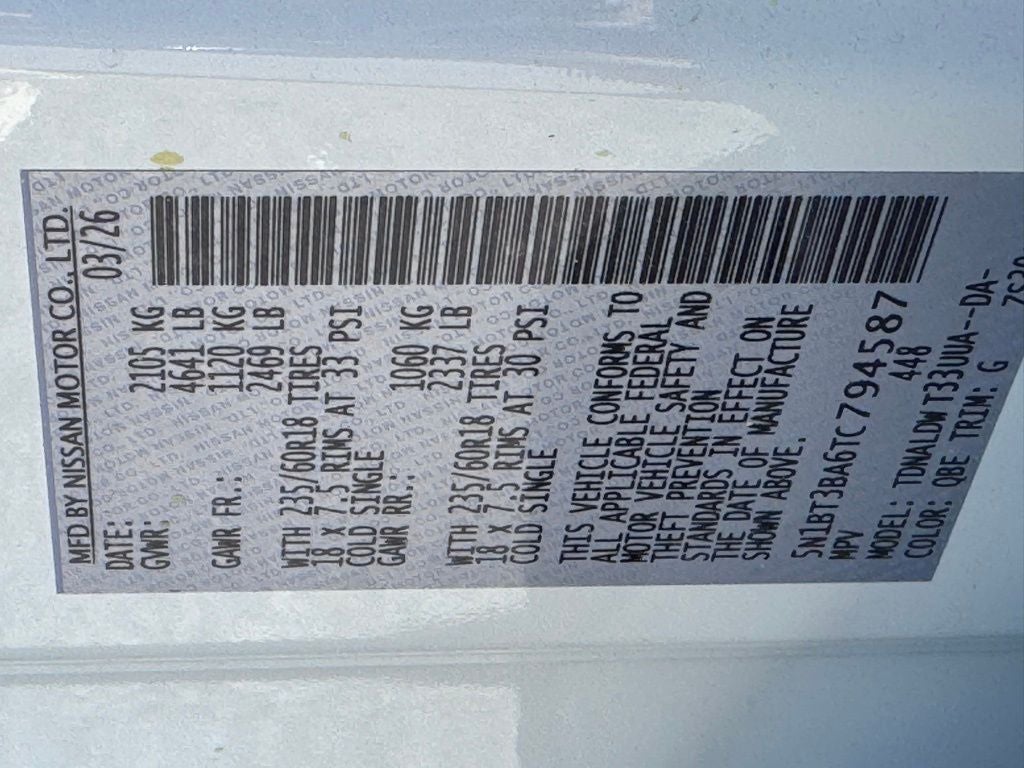 MFD BY NISSAN MOTOR CO., LTD.
DATE: 03/26
GWR: 2105 KG
4641 LB
GAWR FR.: 1120 KG
2469 LB
WITH 235/60R18 TIRES
18 X 7.5 RIMS AT 33 PSI
COLD SINGLE
GAWR RR.: 1060 KG
2337 LB
WITH 235/60R18 TIRES
18 X 7.5 RIMS AT 30 PSI
COLD SINGLE
THIS VEHICLE CONFORMS TO
ALL APPLICABLE FEDERAL
MOTOR VEHICLE SAFETY AND
THEFT PREVENTION
STANDARDS IN EFFECT ON
THE DATE OF MANUFACTURE
SHOWN ABOVE.
5N1BT3BA6TC794587
MPV 448
MODEL: TDNALDW T33UUA--DA-
COLOR: QBE TRIM: G